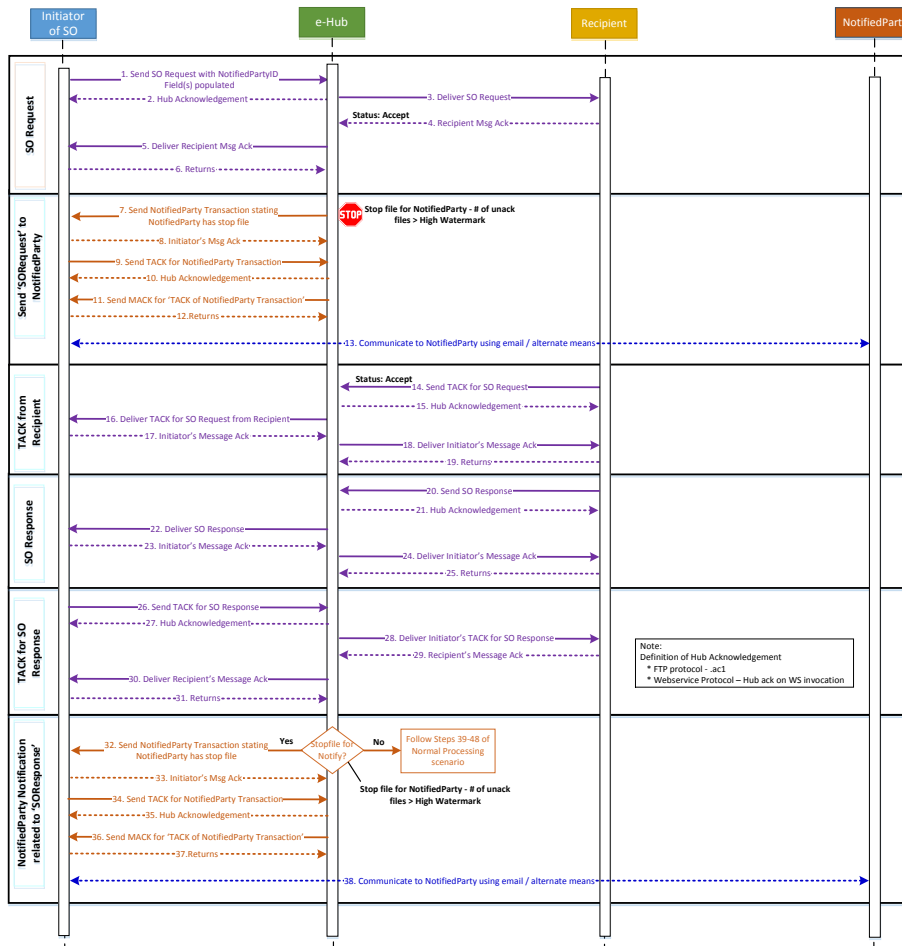 Initiator
of SO
e-Hub
Recipient
NotifiedPart
SO Request
1. Send SO Request with NotifiedPartyID
Field(s) populated
2. Hub Acknowledgement
3. Deliver SO Request
Status: Accept
4. Recipient Msg Ack
5. Deliver Recipient Msg Ack
6. Returns
Send 'SORequest' to
NotifiedParty
7. Send NotifiedParty Transaction stating
NotifiedParty has stop file
STOP
Stop file for NotifiedParty - # of unack
files > High Watermark
8. Initiator's Msg Ack
9. Send TACK for NotifiedParty Transaction
10. Hub Acknowledgement
11. Send MACK for 'TACK of NotifiedParty Transaction'
12.Returns
13. Communicate to NotifiedParty using email / alternate means
TACK from
Recipient
Status: Accept
14. Send TACK for SO Request
15. Hub Acknowledgement
16. Deliver TACK for SO Request from Recipient
17. Initiator's Message Ack
18. Deliver Initiator's Message Ack
19. Returns
SO Response
20. Send SO Response
21. Hub Acknowledgement
22. Deliver SO Response
23. Initiator's Message Ack
24. Deliver Initiator's Message Ack
25. Returns
TACK for SO
Response
26. Send TACK for SO Response
27. Hub Acknowledgement
28. Deliver Initiator's TACK for SO Response
29. Recipient's Message Ack
30. Deliver Recipient's Message Ack
31. Returns
Note:
Definition of Hub Acknowledgement
* FTP protocol - .ac1
* Webservice Protocol – Hub ack on WS invocation
NotifiedParty Notification
related to 'SOResponse'
32. Send NotifiedParty Transaction stating
NotifiedParty has stop file
Yes
Stopfile for
Notify?
No
Follow Steps 39-48 of
Normal Processing
scenario
33. Initiator's Msg Ack
Stop file for NotifiedParty - # of unack
files > High Watermark
34. Send TACK for NotifiedParty Transaction
35. Hub Acknowledgement
36. Send MACK for 'TACK of NotifiedParty Transaction'
37.Returns
38. Communicate to NotifiedParty using email / alternate means